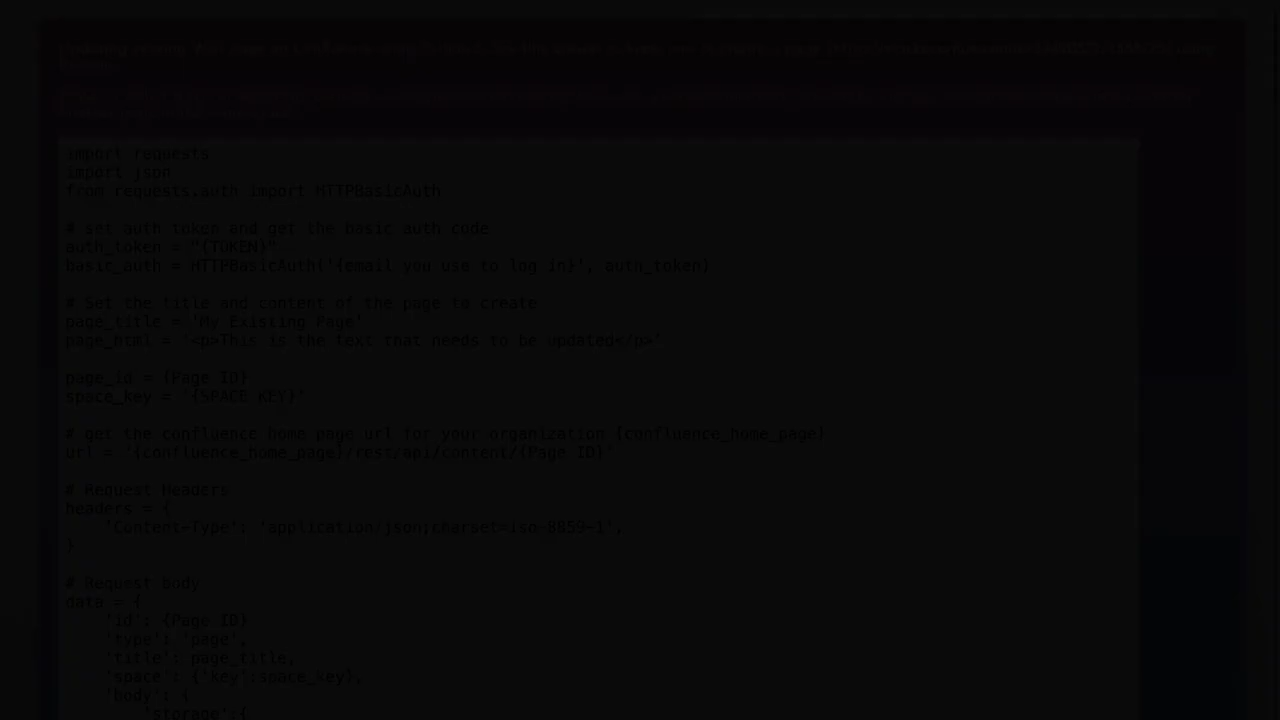 import requests
import json
from requests.auth import HTTPBasicAuth
# set auth token and get the basic auth code
auth_token = "{TOKEN}"
basic_auth = HTTPBasicAuth('{email you use to log in}', auth_token)
# Set the title and content of the page to create
page_title = 'My Existing Page'
page_html = '<p>This is the text that needs to be updated</p>'
page_id = {Page ID}
space_key = '{SPACE KEY}'
# get the confluence home page url for your organization {confluence_home_page}
url = '{confluence_home_page}/rest/api/content/{Page ID}'
# Request Headers
headers = {
'Content-Type': 'application/json;charset=iso-8859-1',
}
# Request body
data = {
'id': {Page ID}
'type': 'page',
'title': page_title,
'space': {'key':space_key},
'body': {
'storage':{